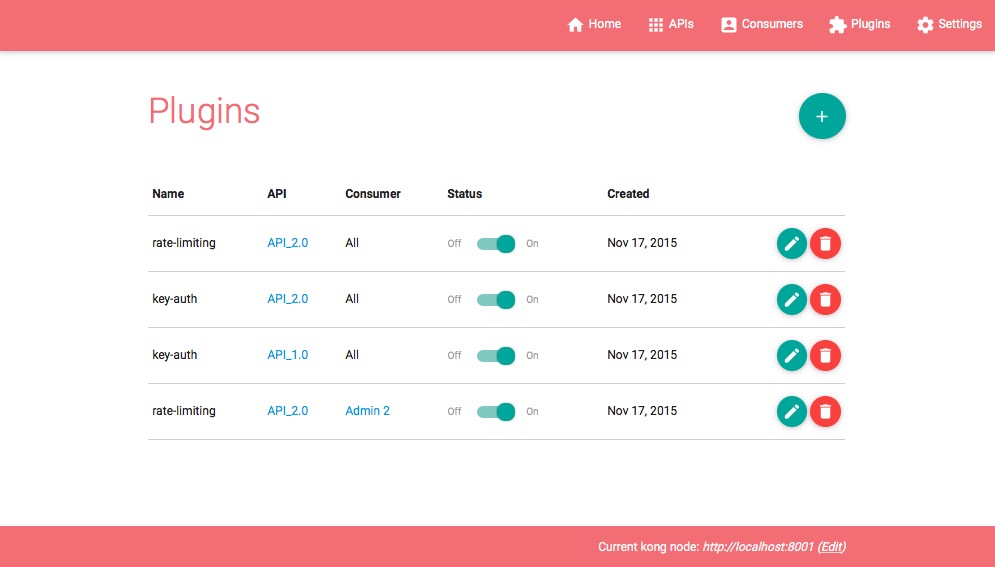 Home APIs Consumers Plugins Settings
Plugins
+
Name API Consumer Status Created
rate-limiting API_2.0 All Off On Nov 17, 2015
key-auth API_2.0 All Off On Nov 17, 2015
key-auth API_1.0 All Off On Nov 17, 2015
rate-limiting API_2.0 Admin 2 Off On Nov 17, 2015
Current kong node: http://localhost:8001 (Edit)